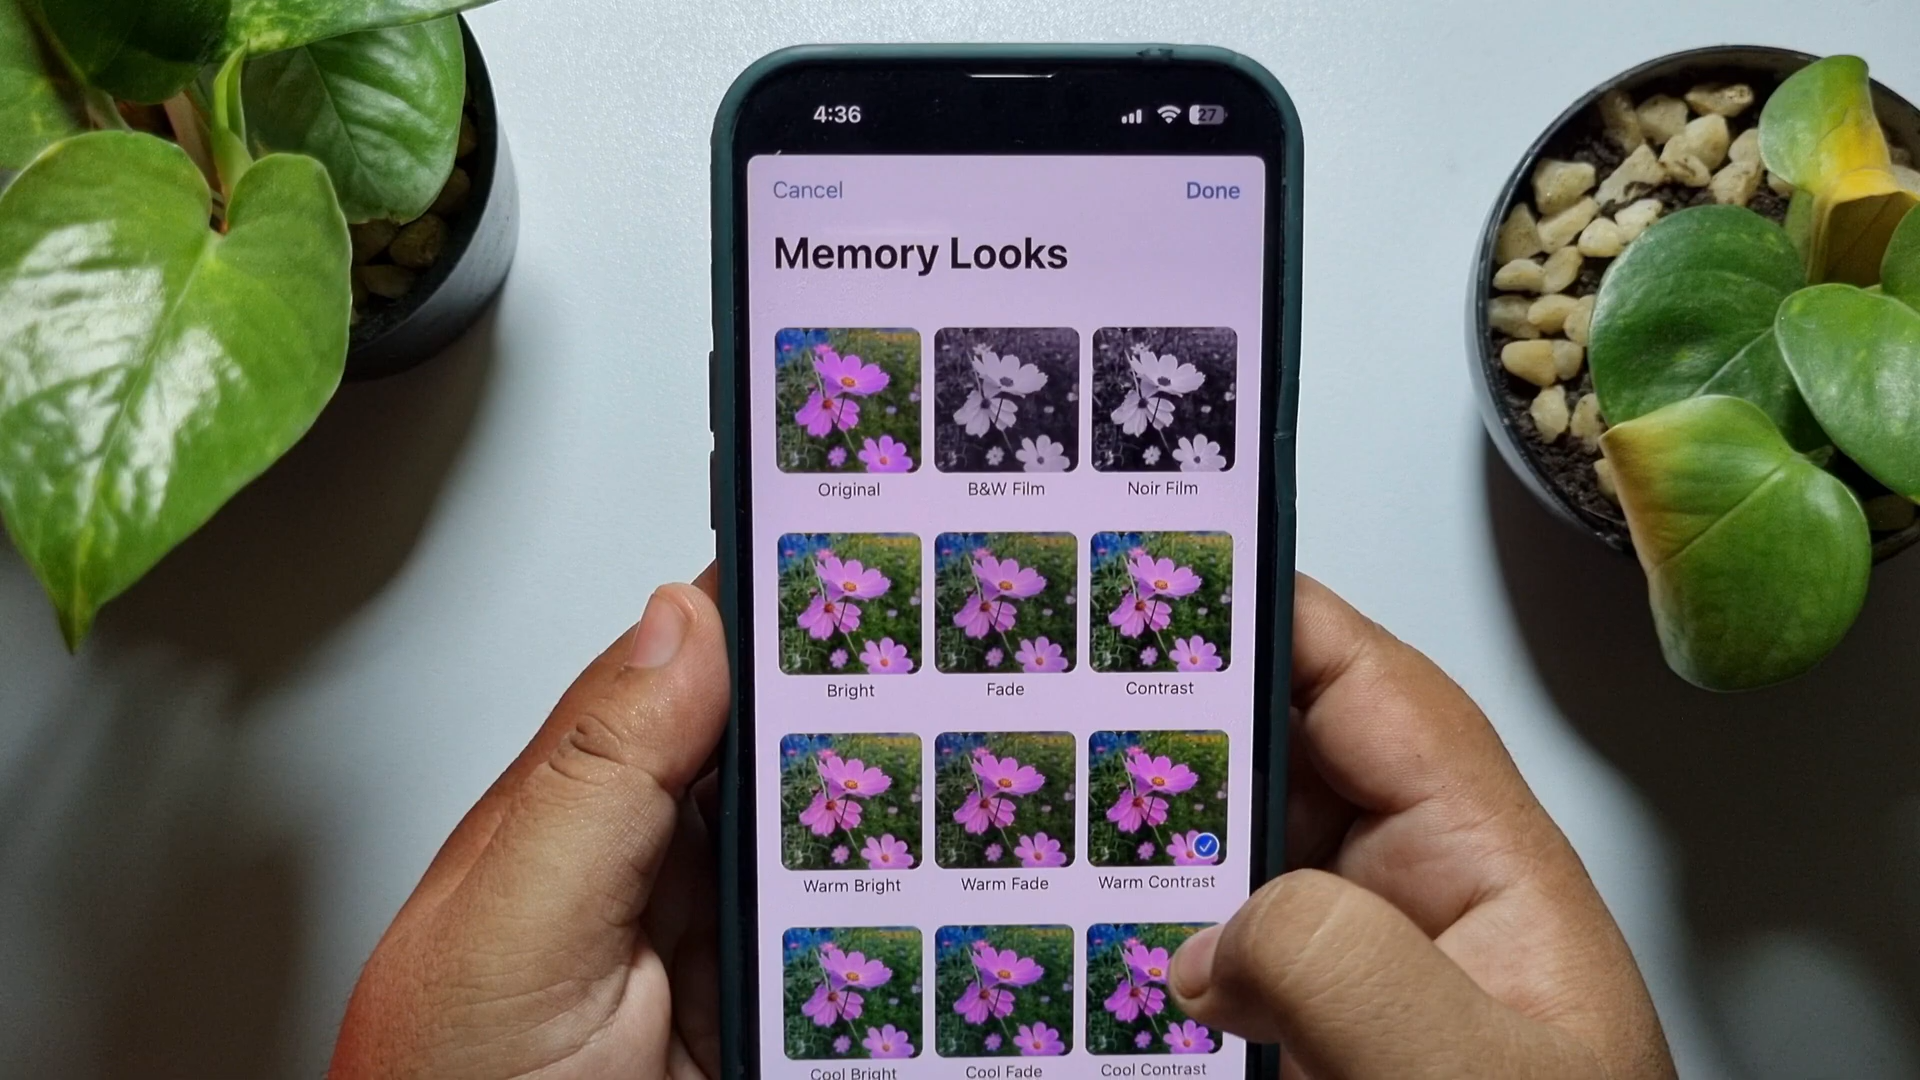 4:36 27
Cancel Done
Memory Looks
Original B&W Film Noir Film
Bright Fade Contrast
Warm Bright Warm Fade Warm Contrast
Cool Bright Cool Fade Cool Contrast